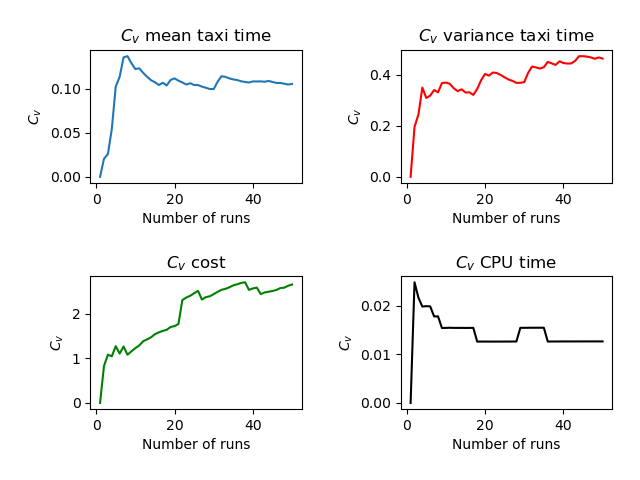 C_v mean taxi time
C_v
0.10
0.05
0.00
0 20 40
Number of runs
C_v variance taxi time
C_v
0.4
0.2
0.0
0 20 40
Number of runs
C_v cost
C_v
2
1
0
0 20 40
Number of runs
C_v CPU time
C_v
0.02
0.01
0.00
0 20 40
Number of runs